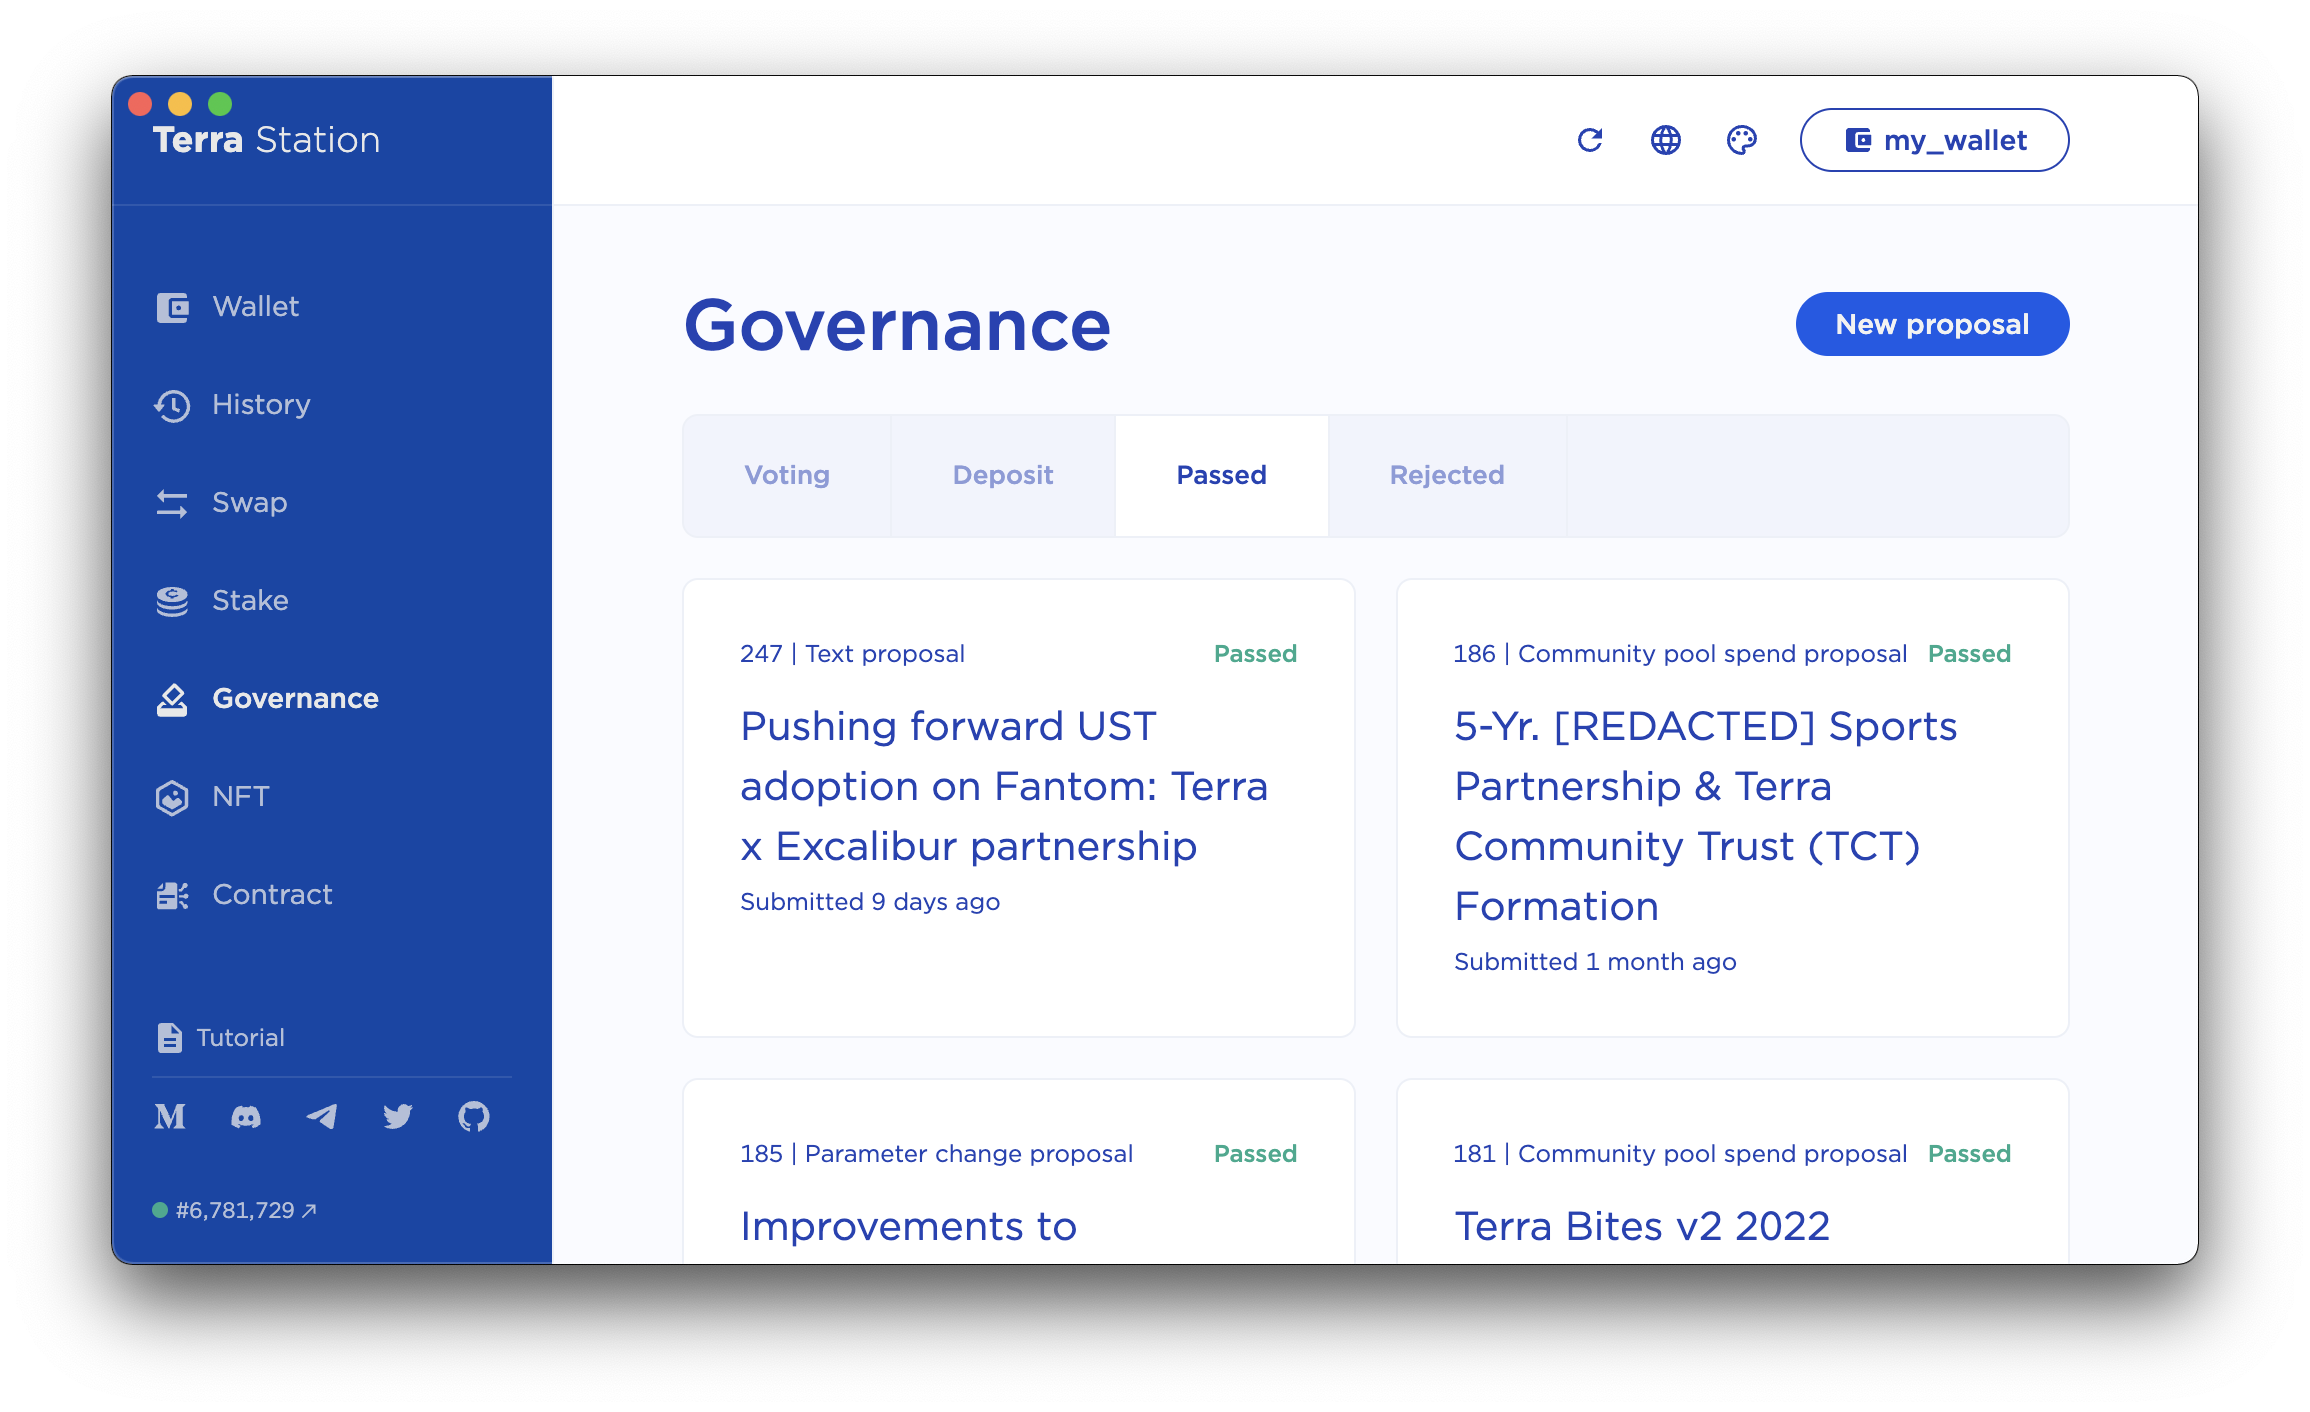 Terra Station
my_wallet
Wallet
History
Swap
Stake
Governance
NFT
Contract
Tutorial
#6,781,729
Governance
New proposal
Voting
Deposit
Passed
Rejected
247 | Text proposal
Passed
Pushing forward UST
adoption on Fantom: Terra
x Excalibur partnership
Submitted 9 days ago
186 | Community pool spend proposal
Passed
5-Yr. [REDACTED] Sports
Partnership & Terra
Community Trust (TCT)
Formation
Submitted 1 month ago
185 | Parameter change proposal
Passed
Improvements to
181 | Community pool spend proposal
Passed
Terra Bites v2 2022